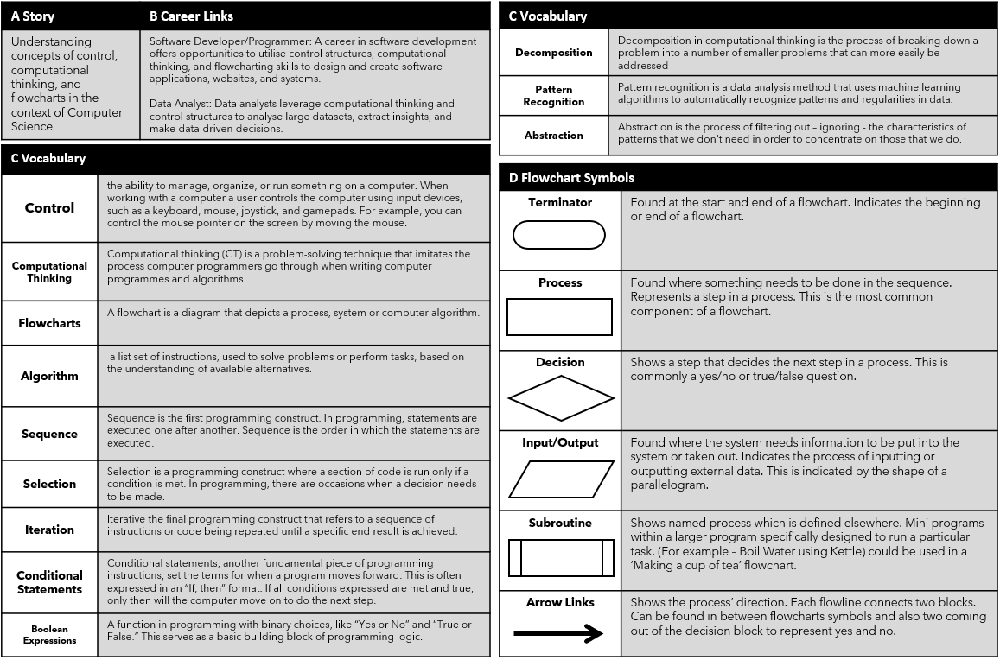 A Story
B Career Links
Understanding
concepts of control,
computational
thinking, and
flowcharts in the
context of Computer
Science
Software Developer/Programmer: A career in software development
offers opportunities to utilise control structures, computational
thinking, and flowcharting skills to design and create software
applications, websites, and systems.
Data Analyst: Data analysts leverage computational thinking and
control structures to analyse large datasets, extract insights, and
make data-driven decisions.
C Vocabulary
Control
the ability to manage, organize, or run something on a computer. When
working with a computer a user controls the computer using input devices,
such as a keyboard, mouse, joystick, and gamepads. For example, you can
control the mouse pointer on the screen by moving the mouse.
Computational
Thinking
Computational thinking (CT) is a problem-solving technique that imitates the
process computer programmers go through when writing computer
programmes and algorithms.
Flowcharts
A flowchart is a diagram that depicts a process, system or computer algorithm.
Algorithm
a list set of instructions, used to solve problems or perform tasks, based on
the understanding of available alternatives.
Sequence
Sequence is the first programming construct. In programming, statements are
executed one after another. Sequence is the order in which the statements are
executed.
Selection
Selection is a programming construct where a section of code is run only if a
condition is met. In programming, there are occasions when a decision needs
to be made.
Iteration
Iterative the final programming construct that refers to a sequence of
instructions or code being repeated until a specific end result is achieved.
Conditional
Statements
Conditional statements, another fundamental piece of programming
instructions, set the terms for when a program moves forward. This is often
expressed in an “If, then” format. If all conditions expressed are met and true,
only then will the computer move on to do the next step.
Boolean
Expressions
A function in programming with binary choices, like “Yes or No” and “True or
False.” This serves as a basic building block of programming logic.
C Vocabulary
Decomposition
Decomposition in computational thinking is the process of breaking down a
problem into a number of smaller problems that can more easily be
addressed
Pattern
Recognition
Pattern recognition is a data analysis method that uses machine learning
algorithms to automatically recognize patterns and regularities in data.
Abstraction
Abstraction is the process of filtering out – ignoring - the characteristics of
patterns that we don't need in order to concentrate on those that we do.
D Flowchart Symbols
Terminator
Found at the start and end of a flowchart. Indicates the beginning
or end of a flowchart.
Process
Found where something needs to be done in the sequence.
Represents a step in a process. This is the most common
component of a flowchart.
Decision
Shows a step that decides the next step in a process. This is
commonly a yes/no or true/false question.
Input/Output
Found where the system needs information to be put into the
system or taken out. Indicates the process of inputting or
outputting external data. This is indicated by the shape of a
parallelogram.
Subroutine
Shows named process which is defined elsewhere. Mini programs
within a larger program specifically designed to run a particular
task. (For example – Boil Water using Kettle) could be used in a
‘Making a cup of tea’ flowchart.
Arrow Links
Shows the process’ direction. Each flowline connects two blocks.
Can be found in between flowcharts symbols and also two coming
out of the decision block to represent yes and no.